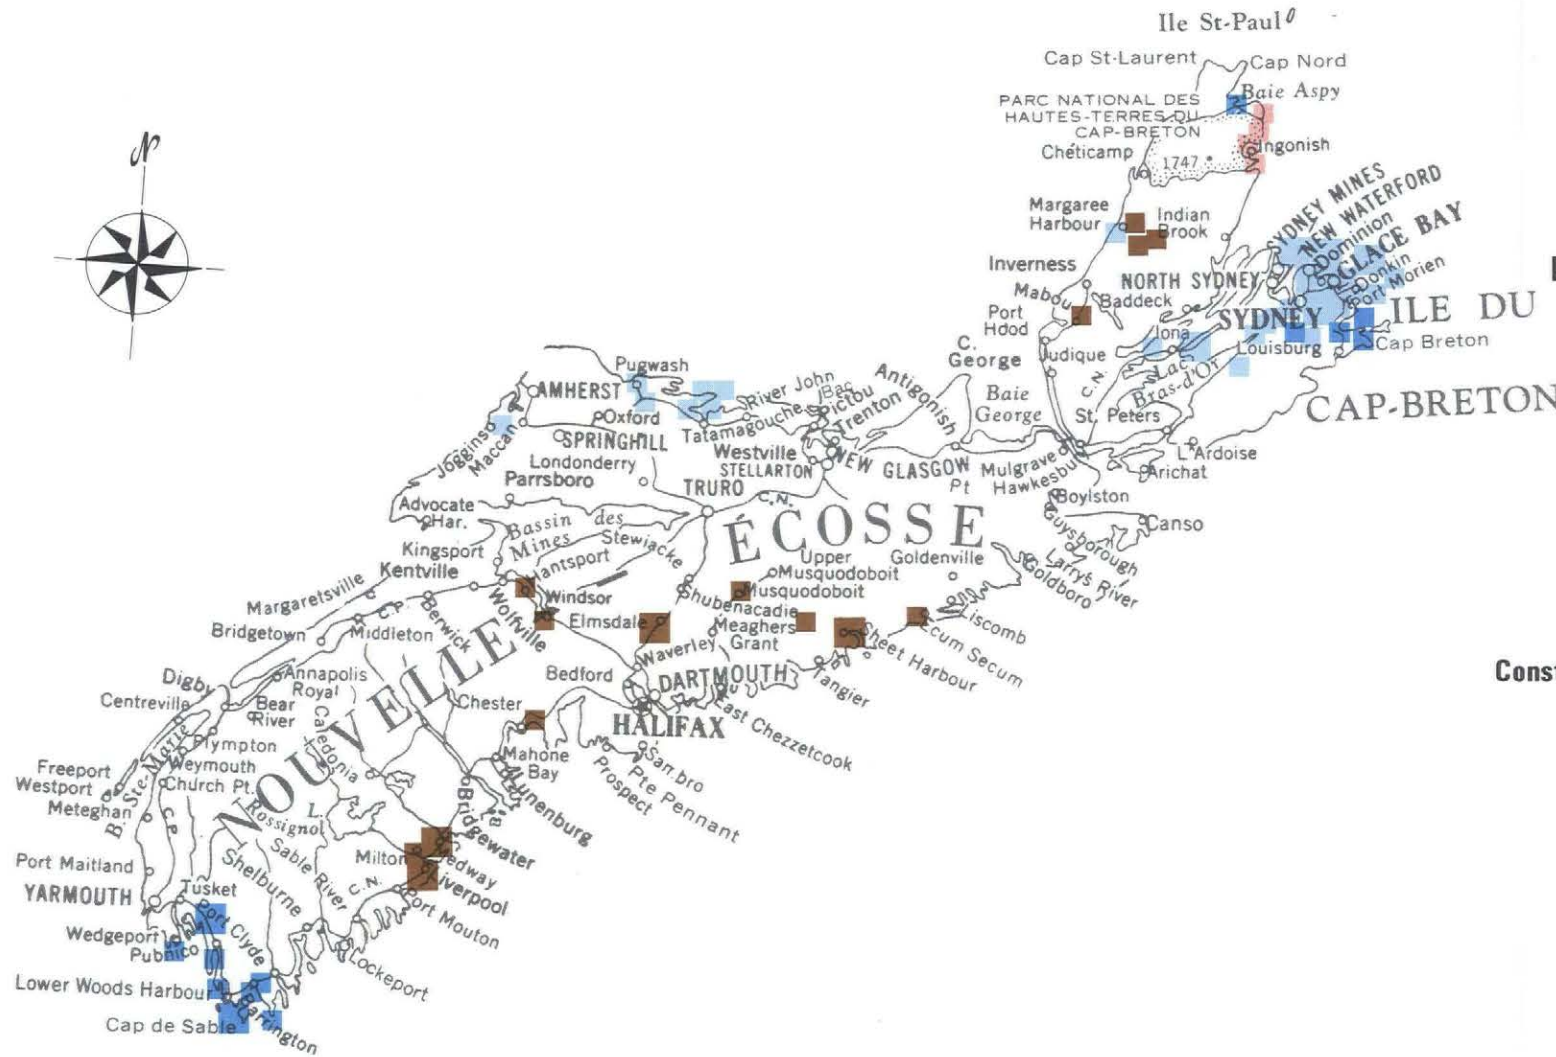 Ile St-Paul
Cap St-Laurent
Cap Nord
Baie Aspy
PARC NATIONAL DES
HAUTES-TERRES DU
CAP-BRETON
Chéticamp
1747
Ingonish
N
Margaree
Harbour
Indian
Brook
SYDNEY MINES
NEW WATERFORD
Dominion
GLACE BAY
Donkin
Port Morien
Inverness
NORTH SYDNEY
Mabou
Baddeck
Port
Hood
SYDNEY
ILE DU
Iona
Louisburg
Cap Breton
C.
George
Judique
Lac
Bras-d'Or
C.N.
CAP-BRETON
Pugwash
AMHERST
River John
Pictou
Trenton
Antigonish
Baie
George
St. Peters
Oxford
Tatamagouche
Joggins
Maccan
SPRINGHILL
Westville
STELLARTON
NEW GLASGOW
Mulgrave
Pt
Hawkesbury
L'Ardoise
Arichat
Londonderry
Parrsboro
TRURO
C.N.
Boylston
Advocate
Har.
Bassin des
Mines
Stewiacke
ÉCOSSE
Canso
Guysborough
Larry's River
Goldboro
Kingsport
Hantsport
Upper
Musquodoboit
Goldenville
Kentville
Musquodoboit
Margaretsville
C.P.
Wolfville
Windsor
Shubenacadie
Liscomb
Bridgetown
Middleton
Berwick
Elmsdale
Meaghers
Grant
Sheet Harbour
Ecum Secum
NOUVELLE
Waverley
Digby
Annapolis
Royal
Bedford
DARTMOUTH
Tangier
Const
Centreville
Bear
River
Caledonia
Chester
HALIFAX
East Chezzetcook
B. Ste-Marie
Plympton
Weymouth
Church Pt.
Mahone
Bay
Sambro
Pte Pennant
Prospect
Freeport
Westport
Meteghan
C.P.
L.
Rossignol
Bridgewater
Lunenburg
Port Maitland
Sable River
Milton
Medway
Liverpool
YARMOUTH
Tusket
Shelburne
C.N.
Port Mouton
Wedgeport
Pubnico
Port Clyde
Lockeport
Lower Woods Harbour
Cap de Sable
Barrington